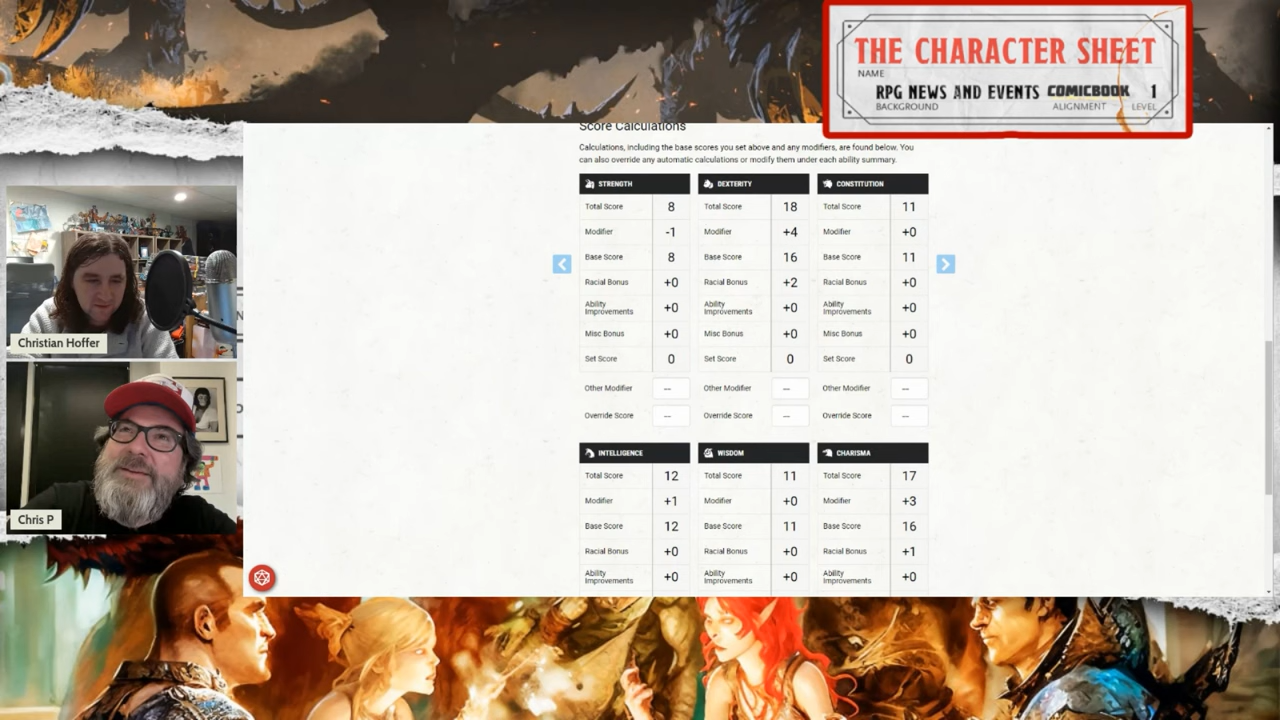 THE CHARACTER SHEET
NAME
RPG NEWS AND EVENTS COMICBOOK 1
BACKGROUND ALIGNMENT LEVEL
Score Calculations
Calculations, including the base scores you set above and any modifiers, are found below. You
can also override any automatic calculations or modify them under each ability summary.
STRENGTH DEXTERITY CONSTITUTION
Total Score 8 Total Score 18 Total Score 11
Modifier -1 Modifier +4 Modifier +0
Base Score 8 Base Score 16 Base Score 11
Racial Bonus +0 Racial Bonus +2 Racial Bonus +0
Ability Improvements +0 Ability Improvements +0 Ability Improvements +0
Misc Bonus +0 Misc Bonus +0 Misc Bonus +0
Set Score 0 Set Score 0 Set Score 0
Other Modifier -- Other Modifier -- Other Modifier --
Override Score -- Override Score -- Override Score --
INTELLIGENCE WISDOM CHARISMA
Total Score 12 Total Score 11 Total Score 17
Modifier +1 Modifier +0 Modifier +3
Base Score 12 Base Score 11 Base Score 16
Racial Bonus +0 Racial Bonus +0 Racial Bonus +1
Ability Improvements +0 Ability Improvements +0 Ability Improvements +0
Christian Hoffer
Chris P